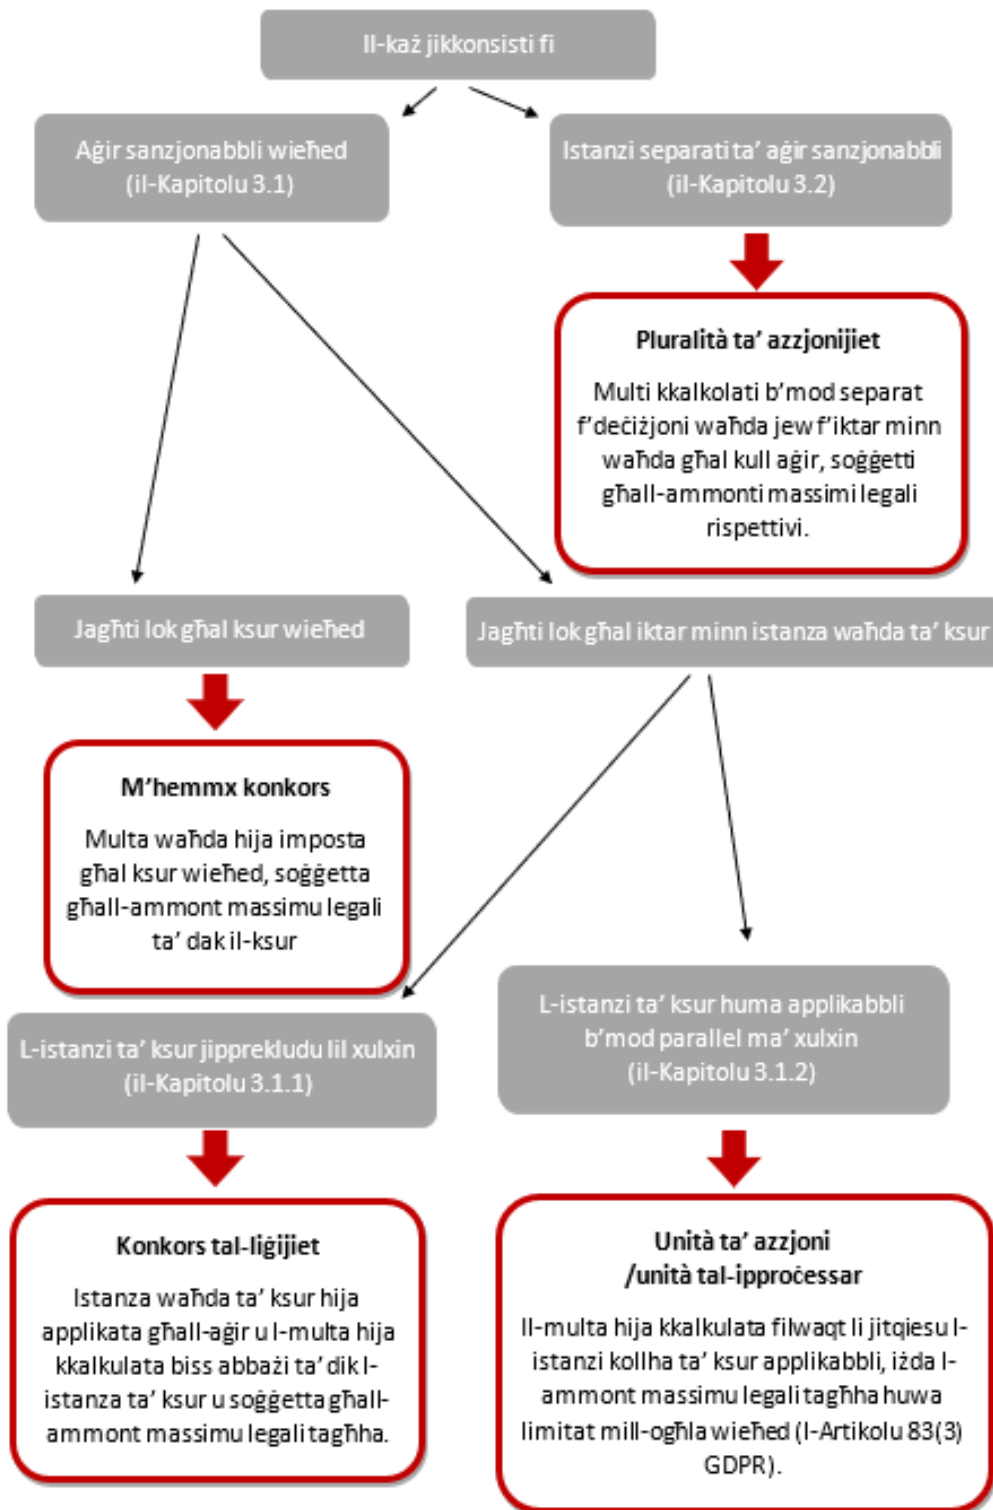 Il-każ jikkonsisti fi
Aġir sanzjonabbli wieħed
(il-Kapitolu 3.1)
Istanzi separati ta’ aġir sanzjonabbli
(il-Kapitolu 3.2)
Pluralità ta’ azzjonijiet
Multi kkalkolati b’mod separat
f’deċiżjoni waħda jew f’iktar minn
waħda għal kull aġir, soġġetti
għall-ammonti massimi legali
rispettivi.
Jagħti lok għal ksur wieħed
Jagħti lok għal iktar minn istanza waħda ta’ ksur
M’hemmx konkors
Multa waħda hija imposta
għal ksur wieħed, soġġetta
għall-ammont massimu legali
ta’ dak il-ksur
L-istanzi ta’ ksur jipprekludu lil xulxin
(il-Kapitolu 3.1.1)
L-istanzi ta’ ksur huma applikabbli
b’mod parallel ma’ xulxin
(il-Kapitolu 3.1.2)
Konkors tal-liġijiet
Istanza waħda ta’ ksur hija
applikata għall-aġir u l-multa hija
kkalkulata biss abbażi ta’ dik l-
istanza ta’ ksur u soġġetta għall-
ammont massimu legali tagħha.
Unità ta’ azzjoni
/unità tal-ipproċessar
Il-multa hija kkalkulata filwaqt li jitqiesu l-
istanzi kollha ta’ ksur applikabbli, iżda l-
ammont massimu legali tagħha huwa
limitat mill-ogħla wieħed (l-Artikolu 83(3)
GDPR).